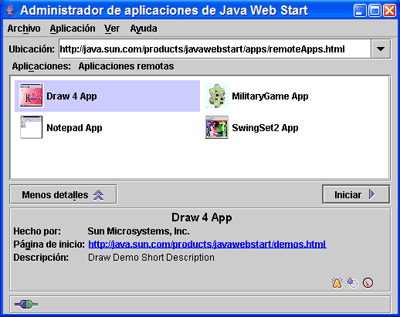 Administrador de aplicaciones de Java Web Start
Archivo Aplicación Ver Ayuda
Ubicación: http://java.sun.com/products/javawebstart/apps/remoteApps.html
Aplicaciones: Aplicaciones remotas
Draw 4 App MilitaryGame App
Notepad App SwingSet2 App
Menos detalles Iniciar
Draw 4 App
Hecho por: Sun Microsystems, Inc.
Página de inicio: http://java.sun.com/products/javawebstart/demos.html
Descripción: Draw Demo Short Description